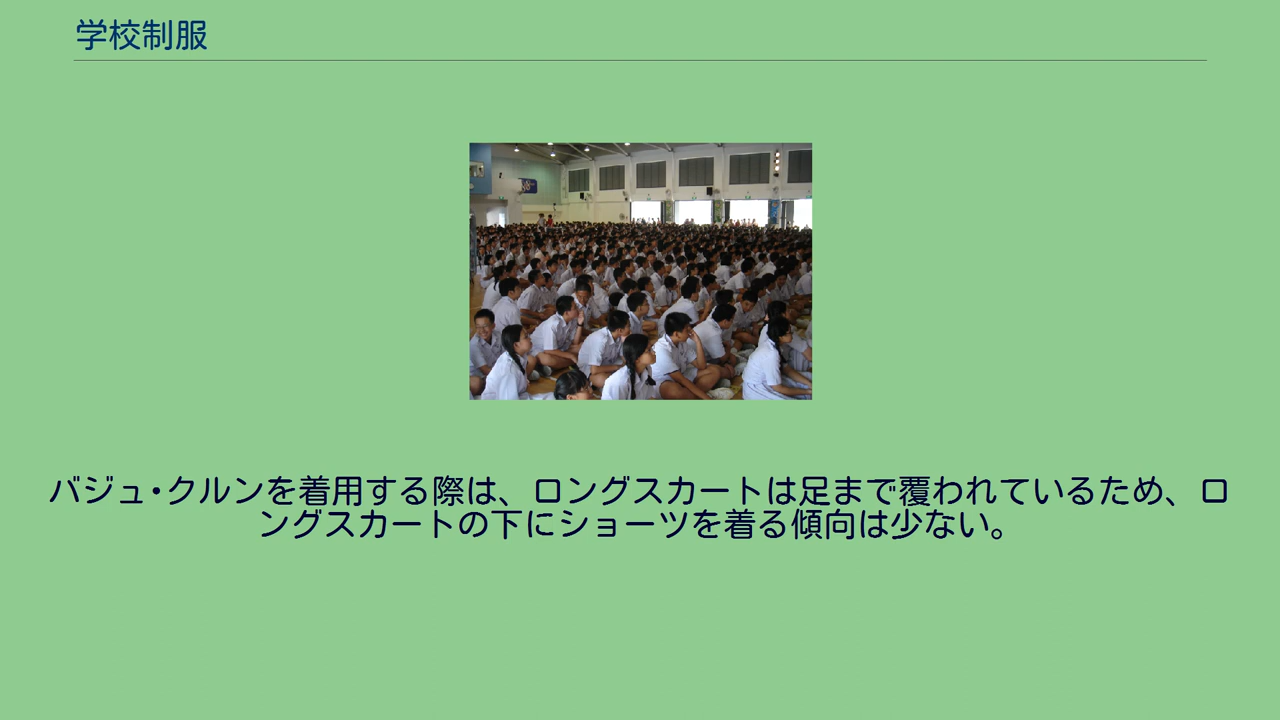 学校制服
バジュ・クルンを着用する際は、ロングスカートは足まで覆われているため、ロ
ングスカートの下にショーツを着る傾向は少ない。